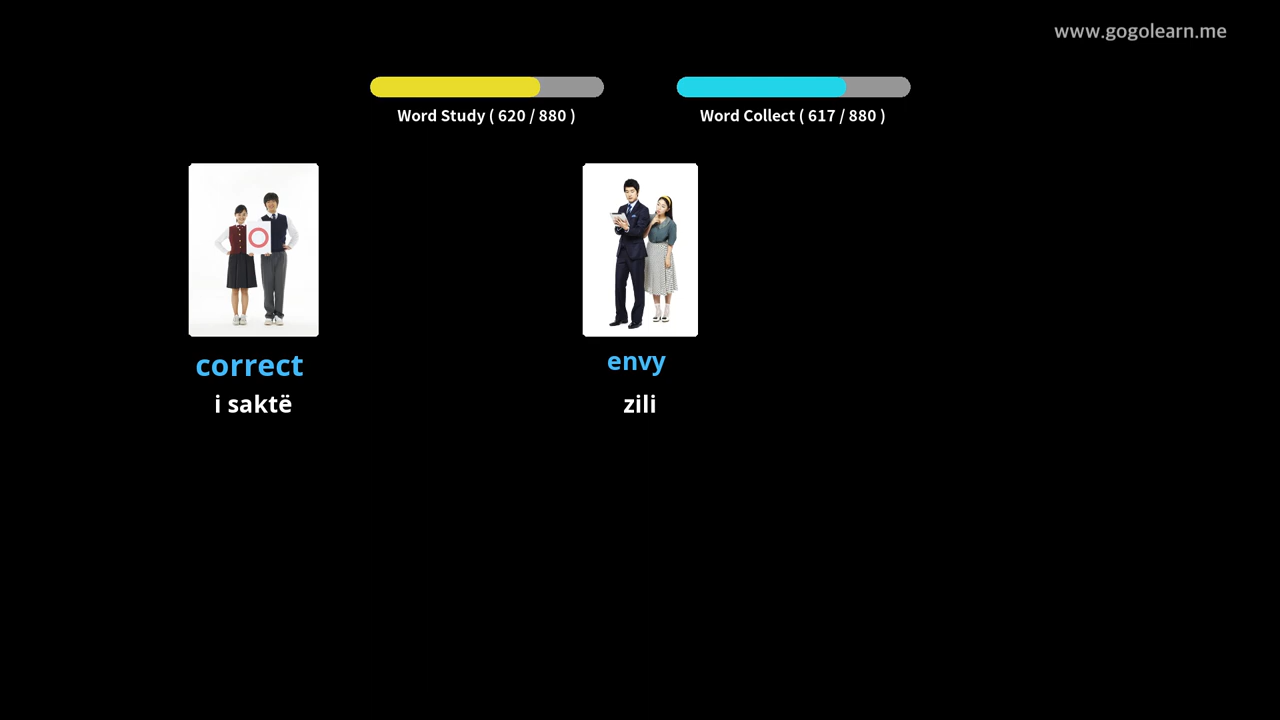 www.gogolearn.me
Word Study ( 620 / 880 )
Word Collect ( 617 / 880 )
correct
i saktë
envy
zili